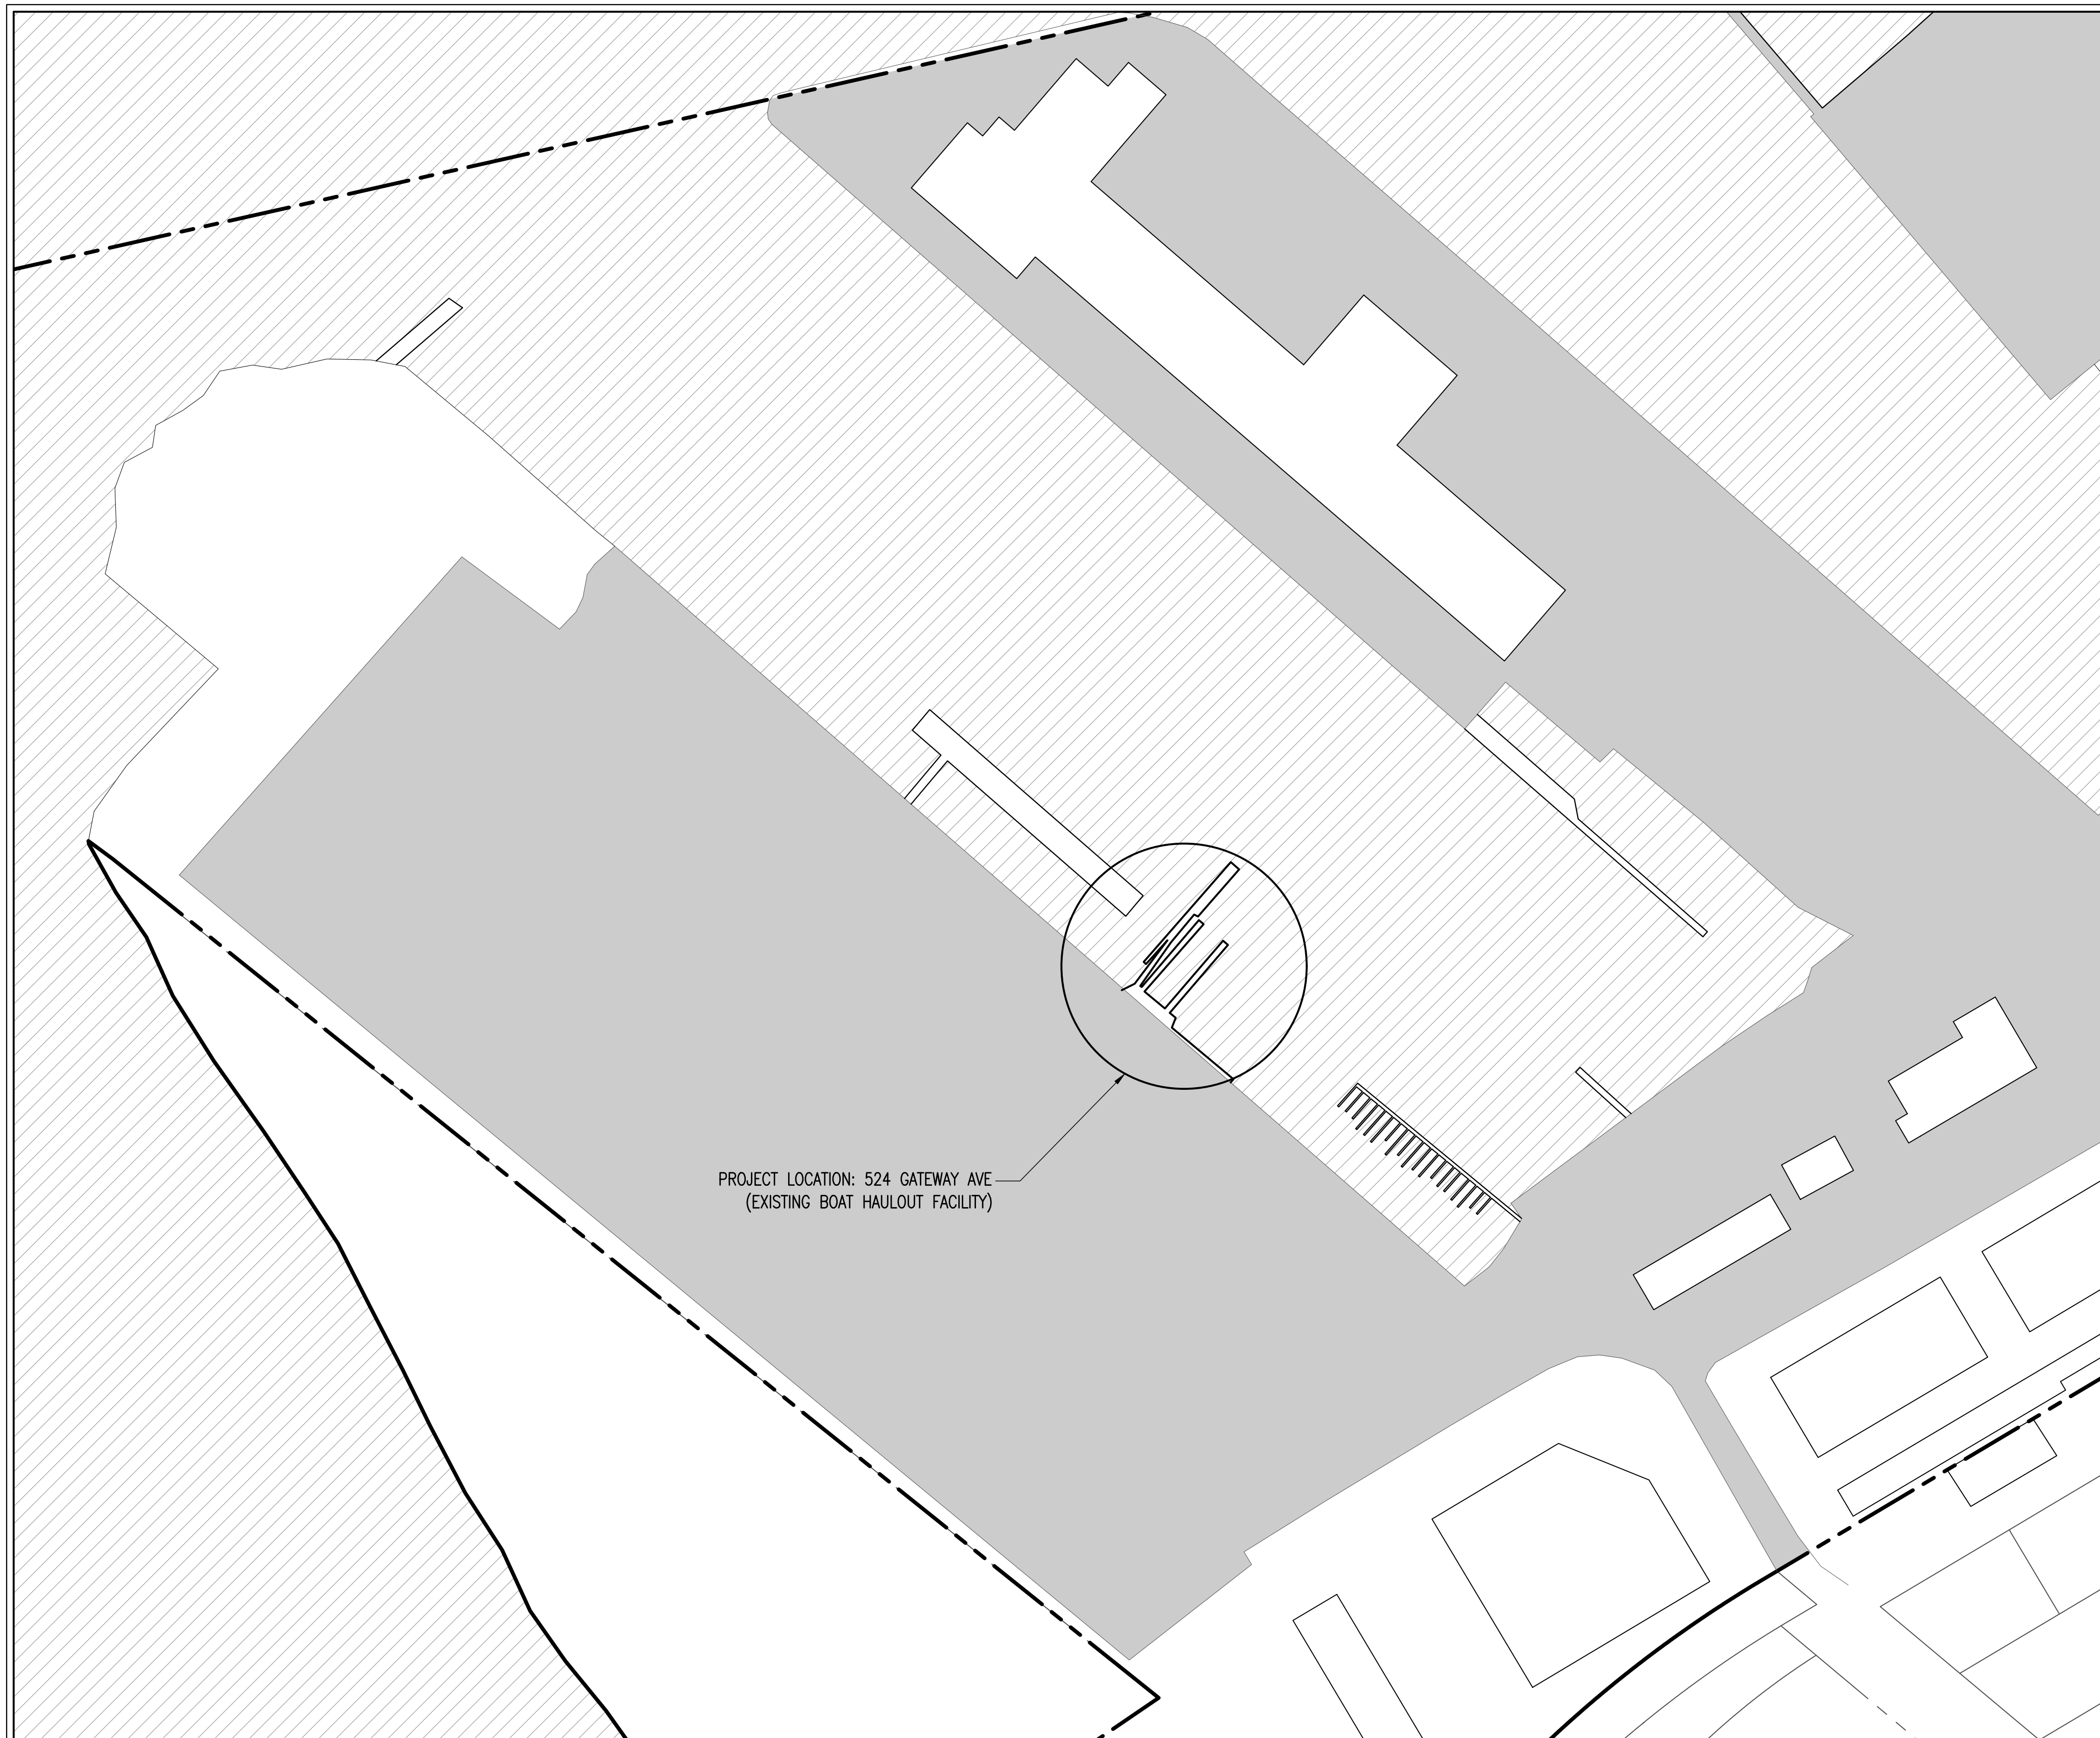 PROJECT LOCATION: 524 GATEWAY AVE
(EXISTING BOAT HAULOUT FACILITY)